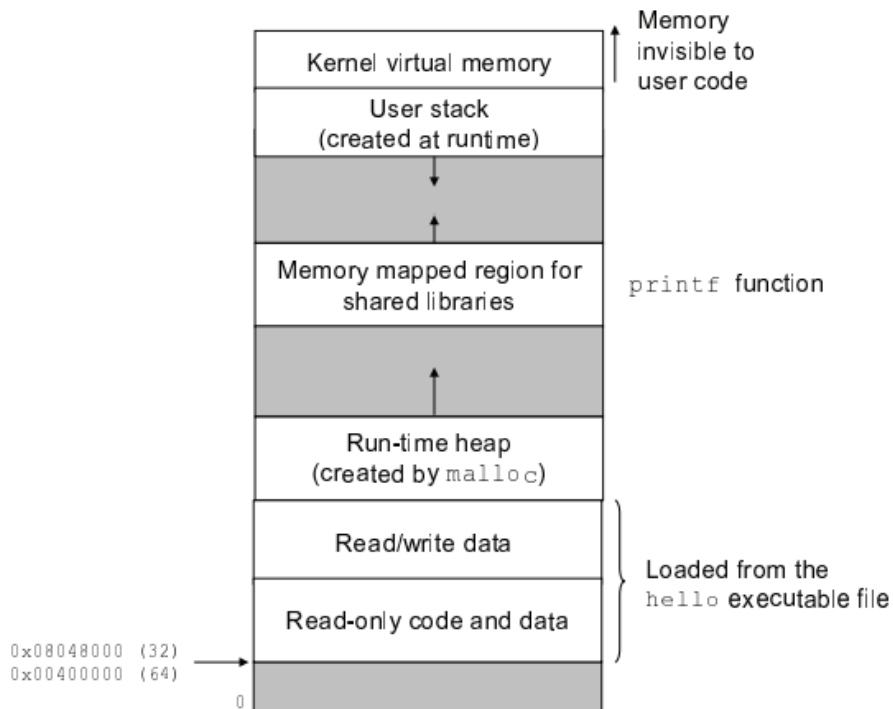 Memory
invisible to
user code
Kernel virtual memory
User stack
(created at runtime)
Memory mapped region for
shared libraries
printf function
Run-time heap
(created by malloc)
Read/write data
Loaded from the
hello executable file
Read-only code and data
0x08048000 (32)
0x00400000 (64)
0